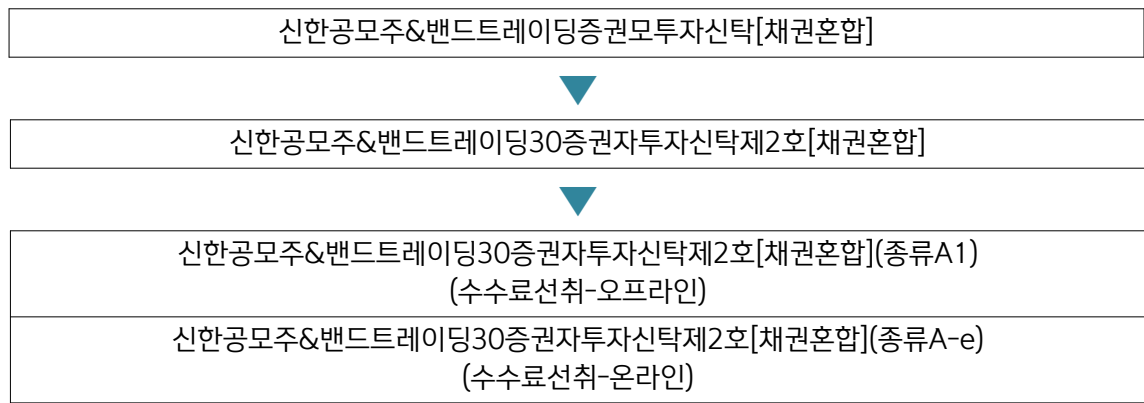 신한공모주&밴드트레이딩증권모투자신탁[채권혼합]
신한공모주&밴드트레이딩30증권자투자신탁제2호[채권혼합]
신한공모주&밴드트레이딩30증권자투자신탁제2호[채권혼합](종류A1)
(수수료선취-오프라인)
신한공모주&밴드트레이딩30증권자투자신탁제2호[채권혼합](종류A-e)
(수수료선취-온라인)